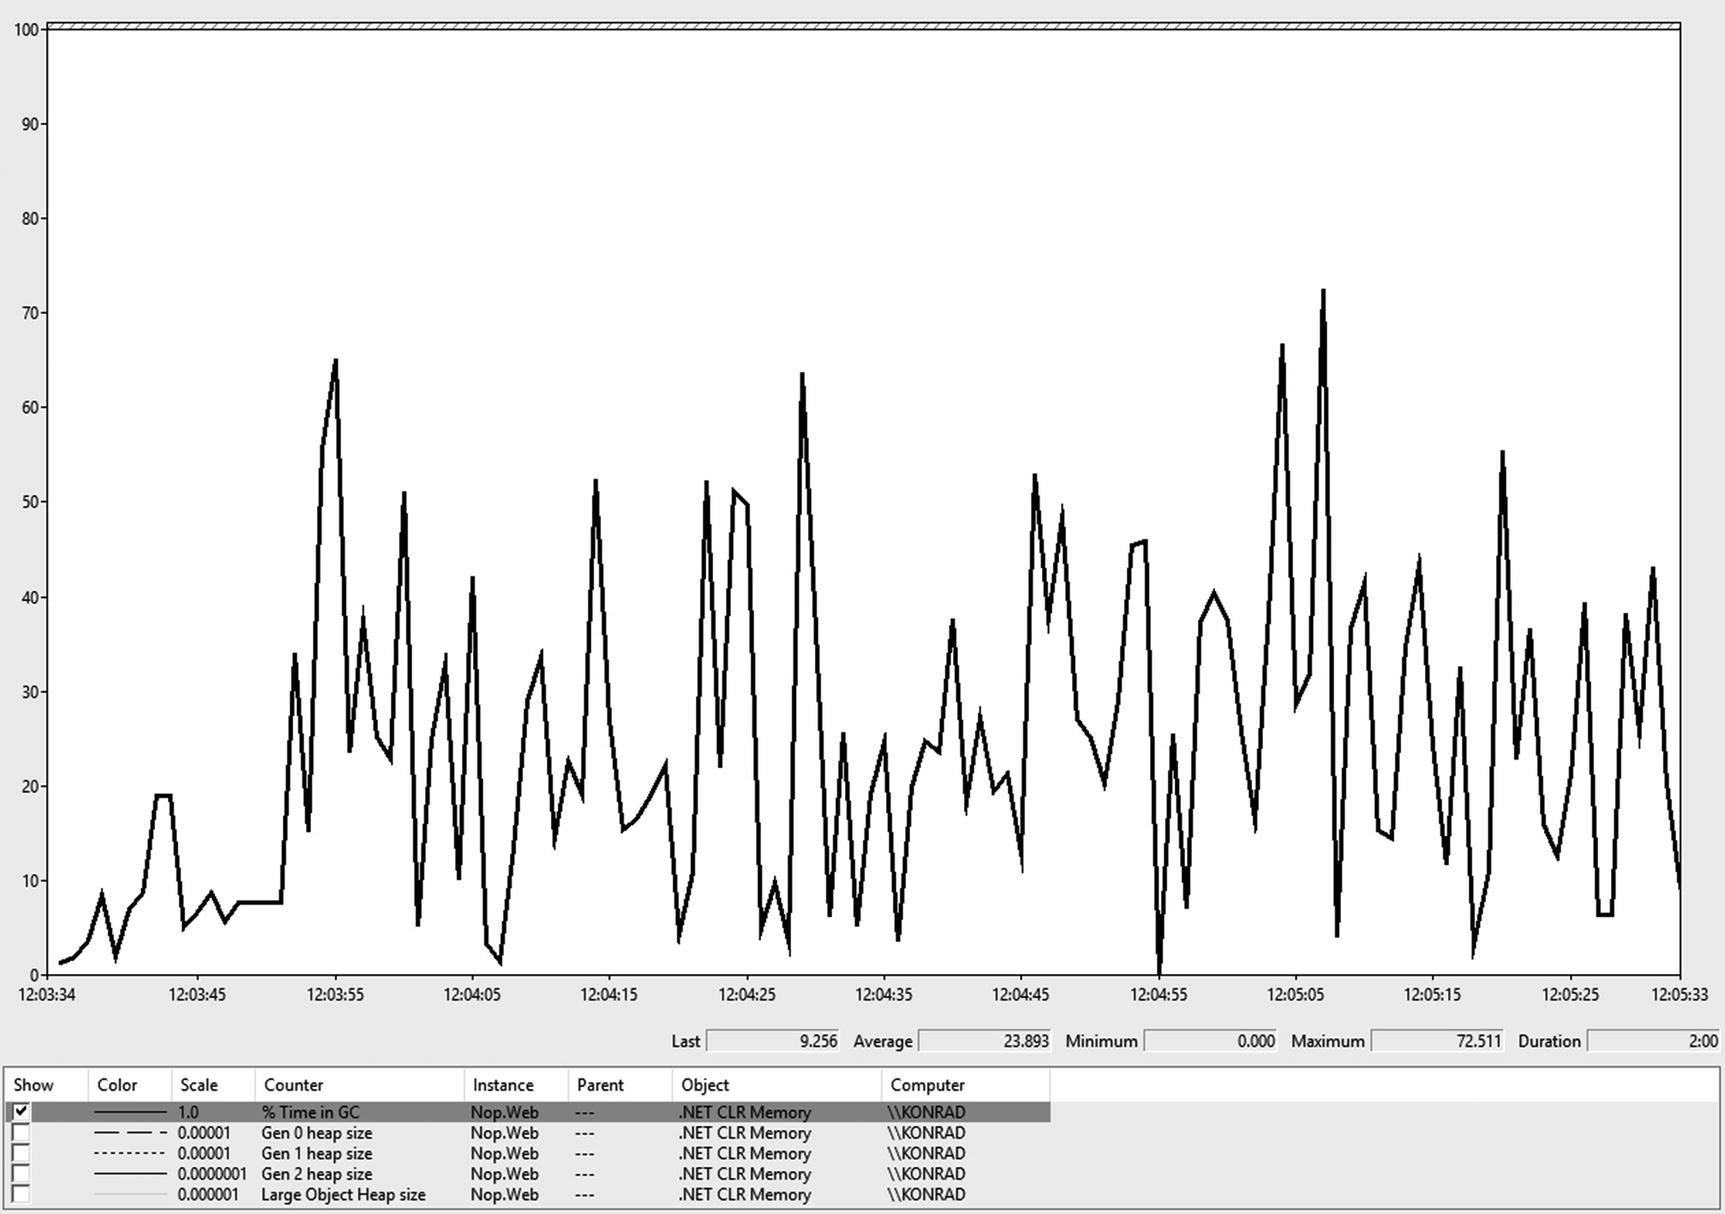 100
90
80
70
60
50
40
30
20
10
0
12:03:34 12:03:45 12:03:55 12:04:05 12:04:15 12:04:25 12:04:35 12:04:45 12:04:55 12:05:05 12:05:15 12:05:25 12:05:33
Last 9.256 Average 23.893 Minimum 0.000 Maximum 72.511 Duration 2:00
Show Color Scale Counter Instance Parent Object Computer
1.0 % Time in GC Nop.Web --- .NET CLR Memory \\KONRAD
0.00001 Gen 0 heap size Nop.Web --- .NET CLR Memory \\KONRAD
0.00001 Gen 1 heap size Nop.Web --- .NET CLR Memory \\KONRAD
0.0000001 Gen 2 heap size Nop.Web --- .NET CLR Memory \\KONRAD
0.000001 Large Object Heap size Nop.Web --- .NET CLR Memory \\KONRAD